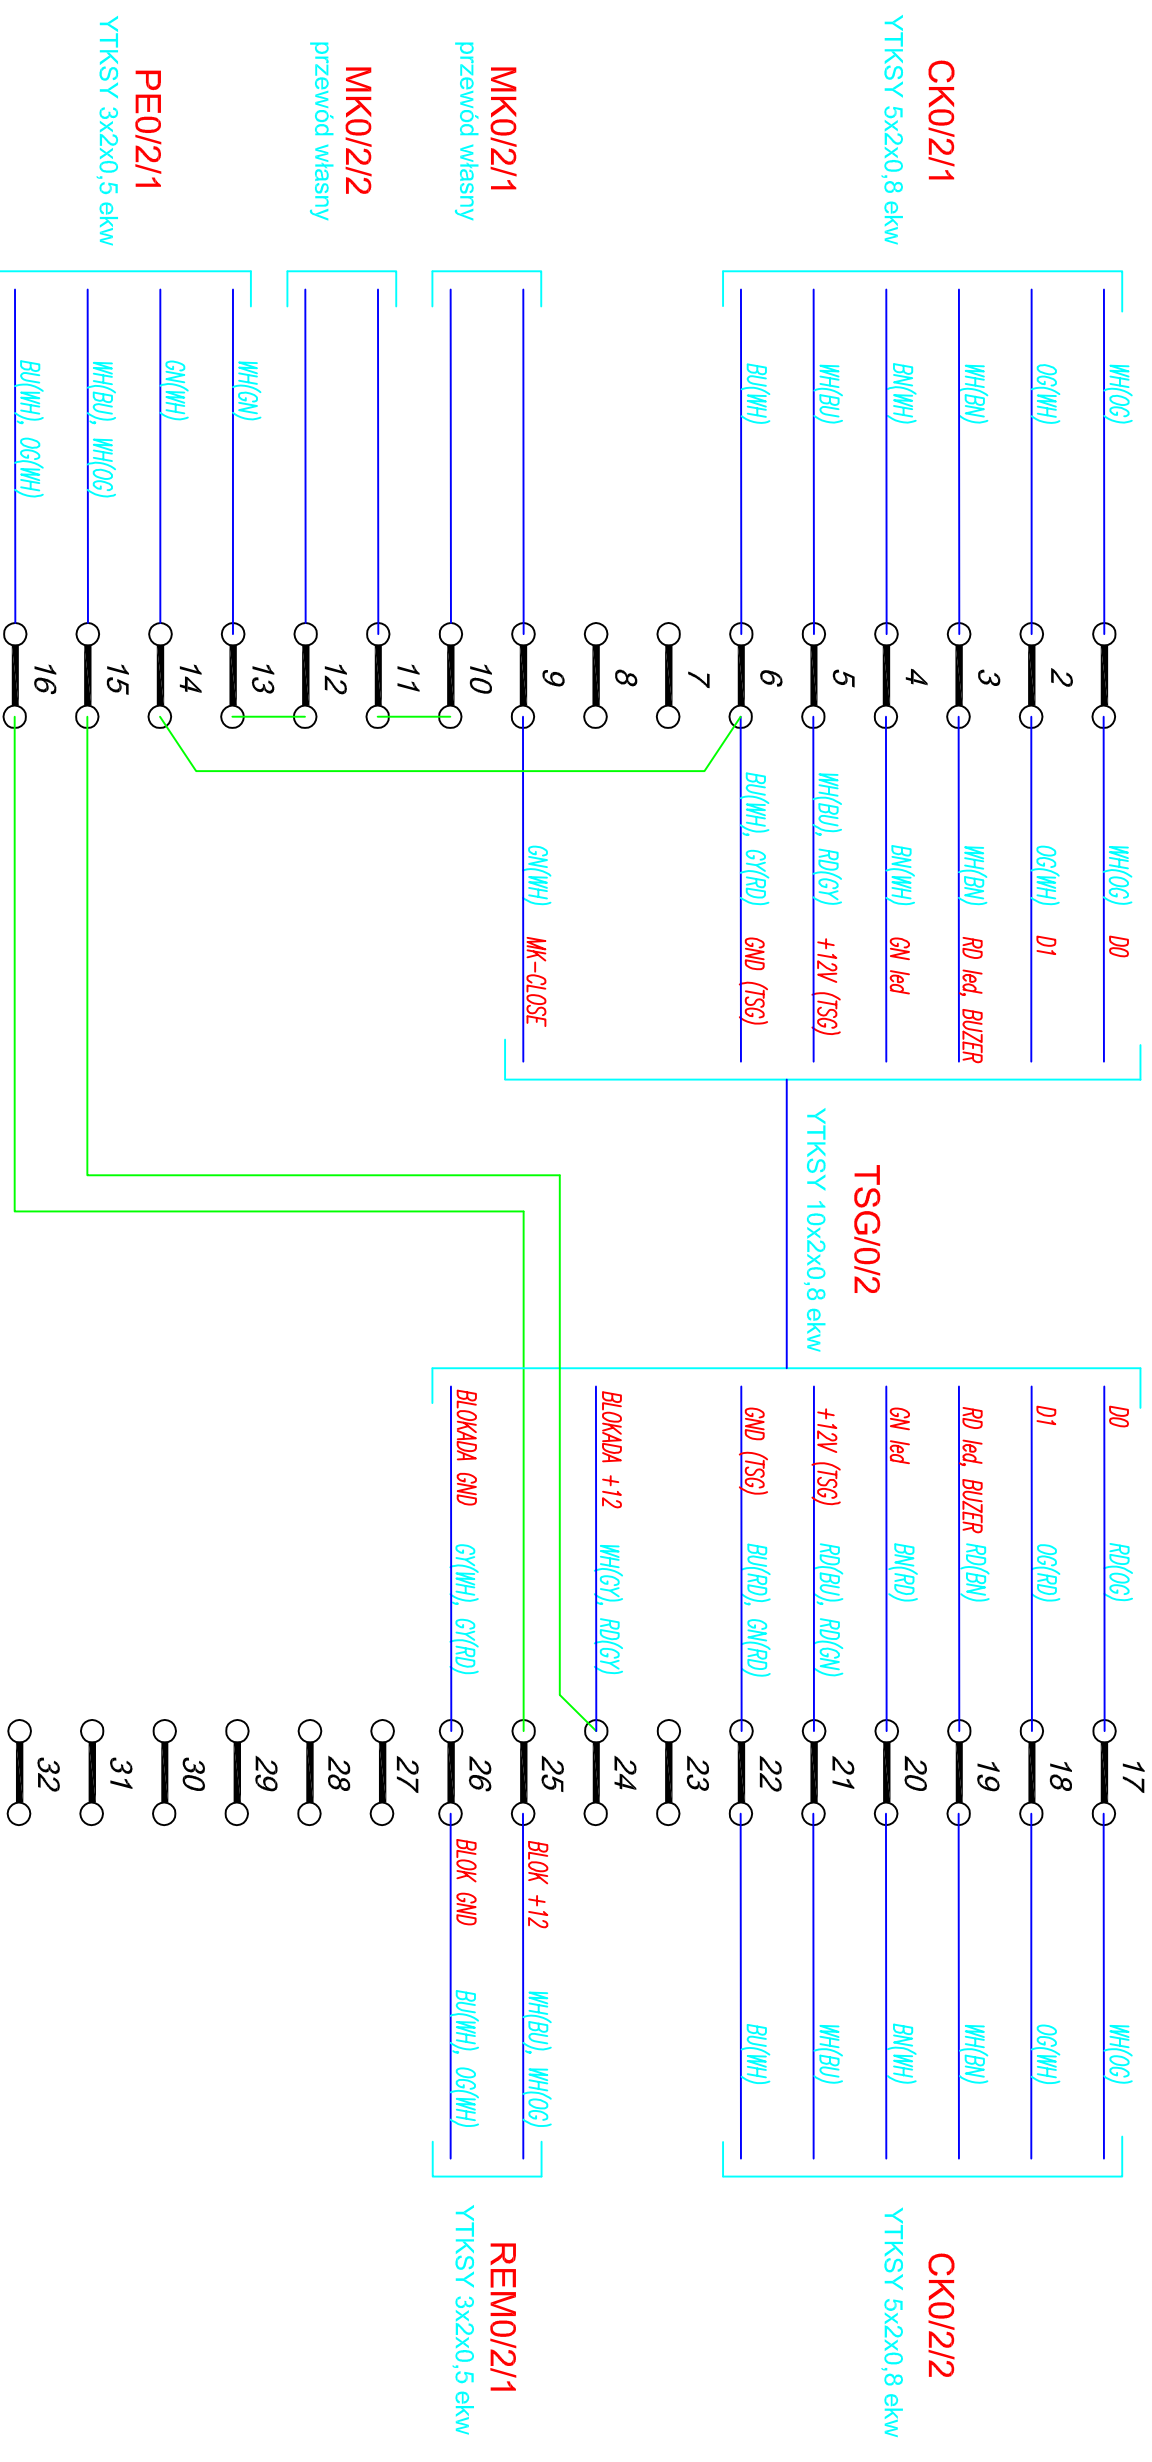 CK0/2/1
YTKSY 5x2x0,8 ekw
MK0/2/1
przewód własny
MK0/2/2
przewód własny
PE0/2/1
YTKSY 3x2x0,5 ekw
WH(OG)
OG(WH)
WH(BN)
BN(WH)
WH(BU)
BU(WH)
WH(GN)
GN(WH)
WH(BU), WH(OG)
BU(WH), OG(WH)
2
3
4
5
6
7
8
9
10
11
12
13
14
15
16
WH(OG) D0
OG(WH) D1
WH(BN) RD led, BUZER
BN(WH) GN led
WH(BU), RD(GY) +12V (TSG)
BU(WH), GY(RD) GND (TSG)
GN(WH) MK-CLOSE
TSG/0/2
YTKSY 10x2x0,8 ekw
D0 RD(OG)
D1 OG(RD)
RD led, BUZER RD(BN)
GN led BN(RD)
+12V (TSG) RD(BU), RD(GN)
GND (TSG) BU(RD), GN(RD)
BLOKADA +12 WH(GY), RD(GY)
BLOKADA GND GY(WH), GY(RD)
17
18
19
20
21
22
23
24
25
26
27
28
29
30
31
32
WH(OG)
OG(WH)
WH(BN)
BN(WH)
WH(BU)
BU(WH)
BLOK +12 WH(BU), WH(OG)
BLOK GND BU(WH), OG(WH)
CK0/2/2
YTKSY 5x2x0,8 ekw
REM0/2/1
YTKSY 3x2x0,5 ekw